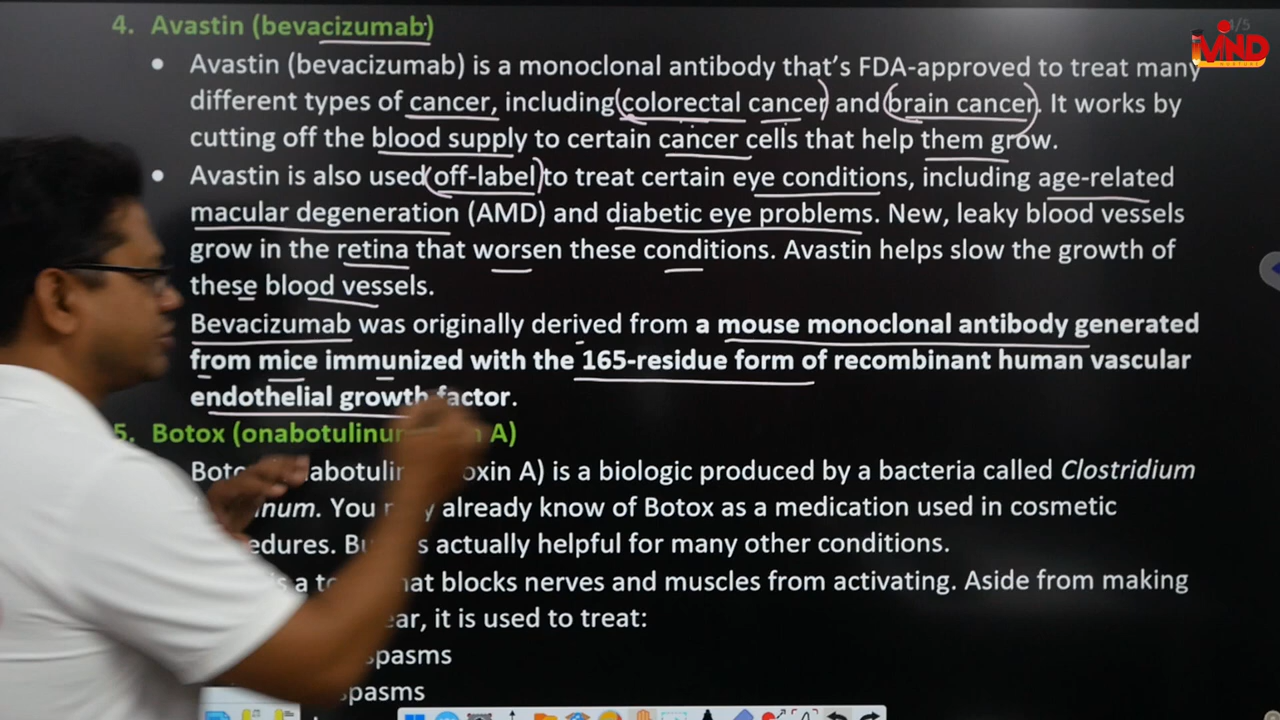 4/5
MIND
4. Avastin (bevacizumab)
• Avastin (bevacizumab) is a monoclonal antibody that's FDA-approved to treat many
different types of cancer, including colorectal cancer and brain cancer. It works by
cutting off the blood supply to certain cancer cells that help them grow.
• Avastin is also used off-label to treat certain eye conditions, including age-related
macular degeneration (AMD) and diabetic eye problems. New, leaky blood vessels
grow in the retina that worsen these conditions. Avastin helps slow the growth of
these blood vessels.
Bevacizumab was originally derived from a mouse monoclonal antibody generated
from mice immunized with the 165-residue form of recombinant human vascular
endothelial growth factor.
5. Botox (onabotulinu A)
is a biologic produced by a bacteria called Clostridium
You already know of Botox as a medication used in cosmetic
actually helpful for many other conditions.
is a blocks nerves and muscles from activating. Aside from making
it is used to treat:
spasms
spasms